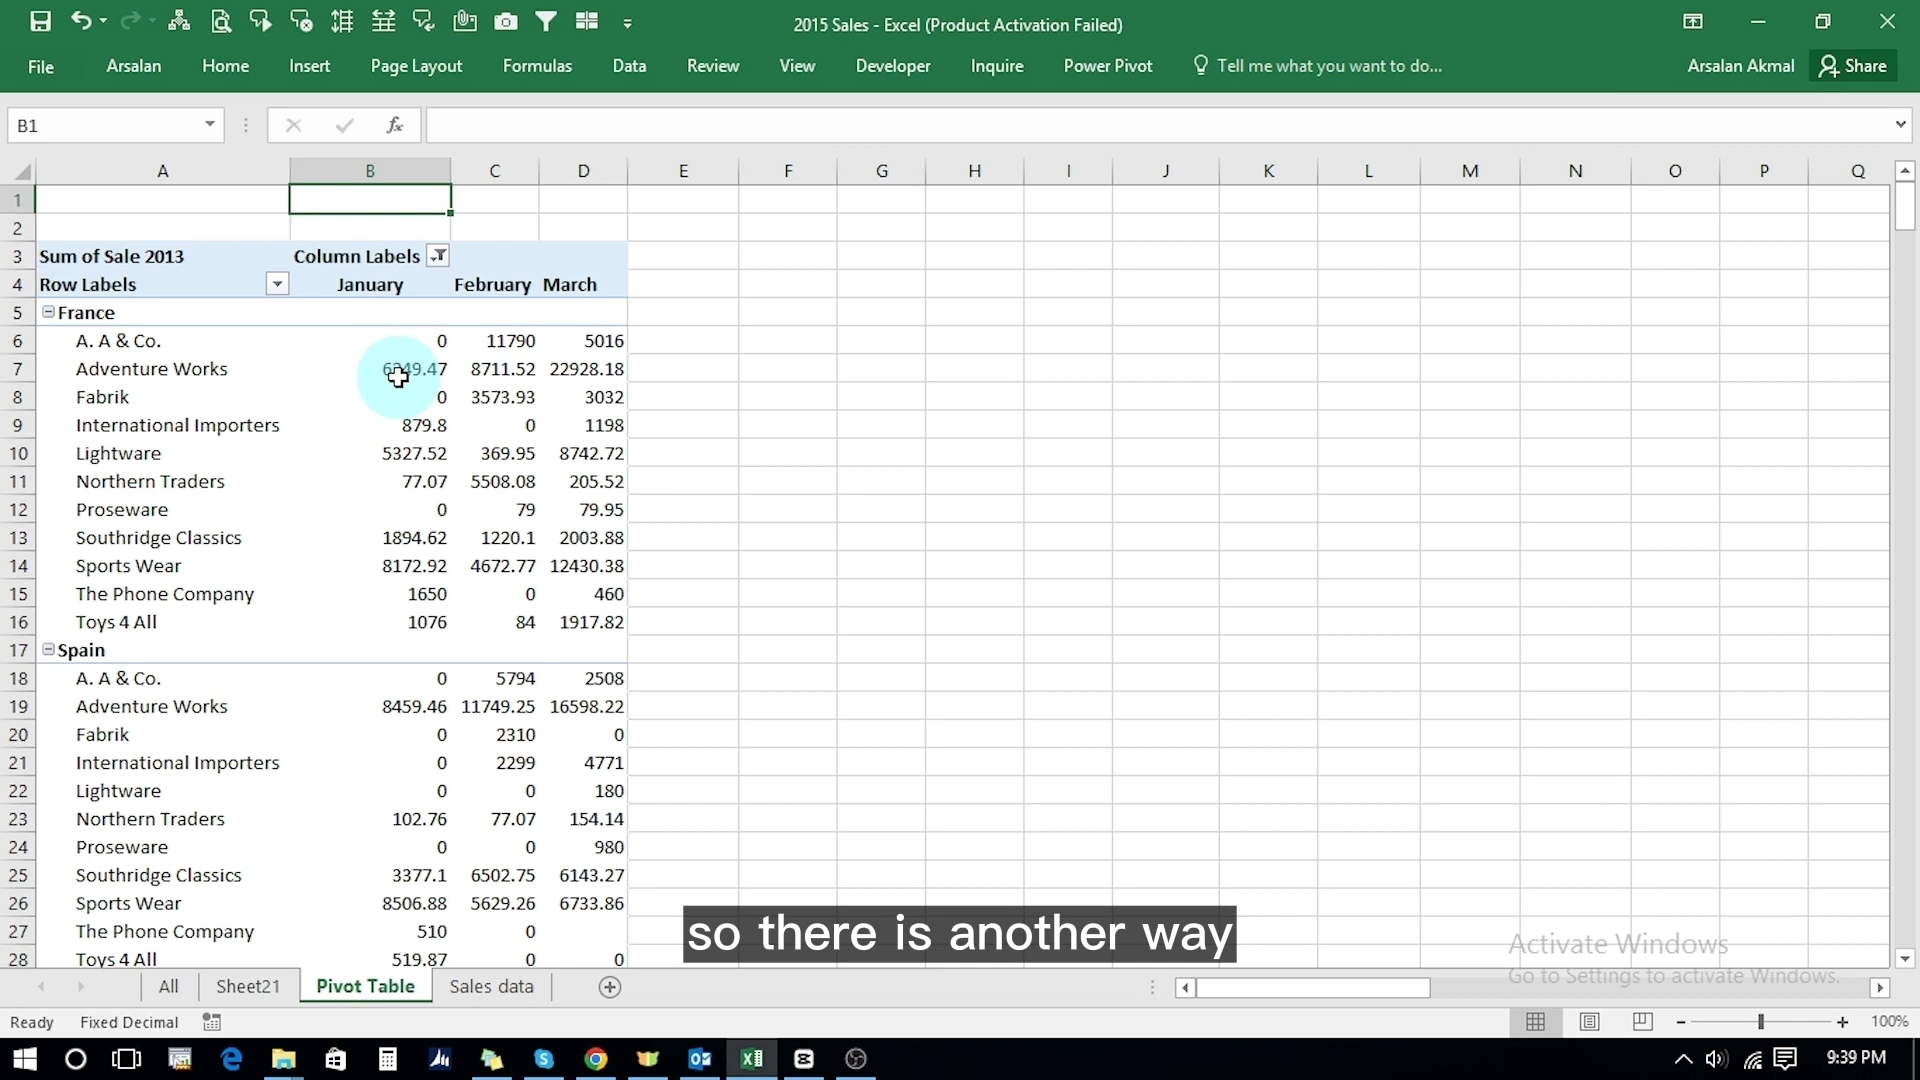 2015 Sales - Excel (Product Activation Failed)
File Arsalan Home Insert Page Layout Formulas Data Review View Developer Inquire Power Pivot Tell me what you want to do... Arsalan Akmal Share
B1 fx
A B C D E F G H I J K L M N O P Q
1
2
3 Sum of Sale 2013 Column Labels
4 Row Labels January February March
5 France
6 A. A & Co. 0 11790 5016
7 Adventure Works 8711.52 22928.18
8 Fabrik 0 3573.93 3032
9 International Importers 879.8 0 1198
10 Lightware 5327.52 369.95 8742.72
11 Northern Traders 77.07 5508.08 205.52
12 Proseware 0 79 79.95
13 Southridge Classics 1894.62 1220.1 2003.88
14 Sports Wear 8172.92 4672.77 12430.38
15 The Phone Company 1650 0 460
16 Toys 4 All 1076 84 1917.82
17 Spain
18 A. A & Co. 0 5794 2508
19 Adventure Works 8459.46 11749.25 16598.22
20 Fabrik 0 2310 0
21 International Importers 0 2299 4771
22 Lightware 0 0 180
23 Northern Traders 102.76 77.07 154.14
24 Proseware 0 0 980
25 Southridge Classics 3377.1 6502.75 6143.27
26 Sports Wear 8506.88 5629.26 6733.86
27 The Phone Company 510 0
28 Toys 4 All 519.87 0 0
so there is another way
Activate Windows
Go to Settings to activate Windows.
All Sheet21 Pivot Table Sales data
Ready Fixed Decimal 100%
9:39 PM